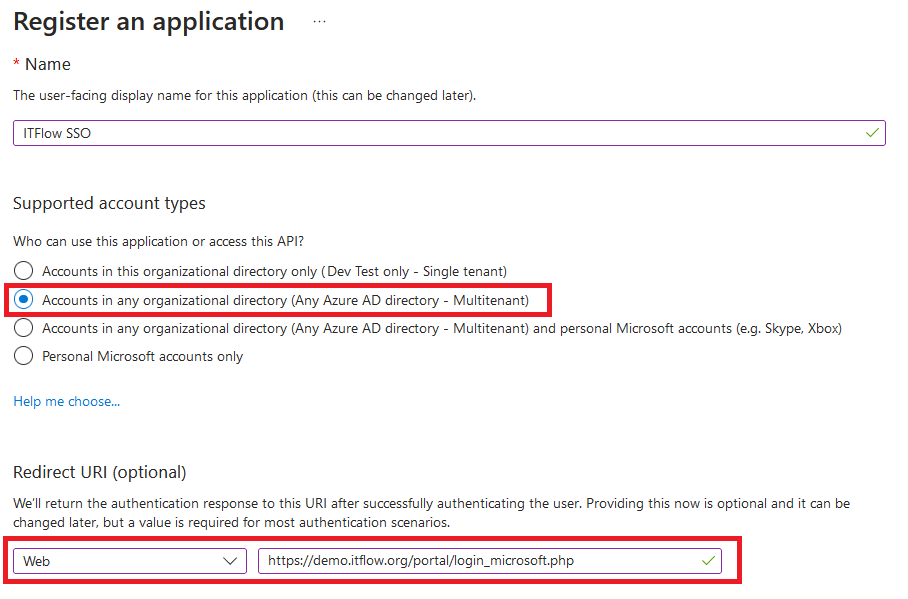 Register an application ...
* Name
The user-facing display name for this application (this can be changed later).
ITFlow SSO
Supported account types
Who can use this application or access this API?
Accounts in this organizational directory only (Dev Test only - Single tenant)
Accounts in any organizational directory (Any Azure AD directory - Multitenant)
Accounts in any organizational directory (Any Azure AD directory - Multitenant) and personal Microsoft accounts (e.g. Skype, Xbox)
Personal Microsoft accounts only
Help me choose...
Redirect URI (optional)
We'll return the authentication response to this URI after successfully authenticating the user. Providing this now is optional and it can be
changed later, but a value is required for most authentication scenarios.
Web https://demo.itflow.org/portal/login_microsoft.php